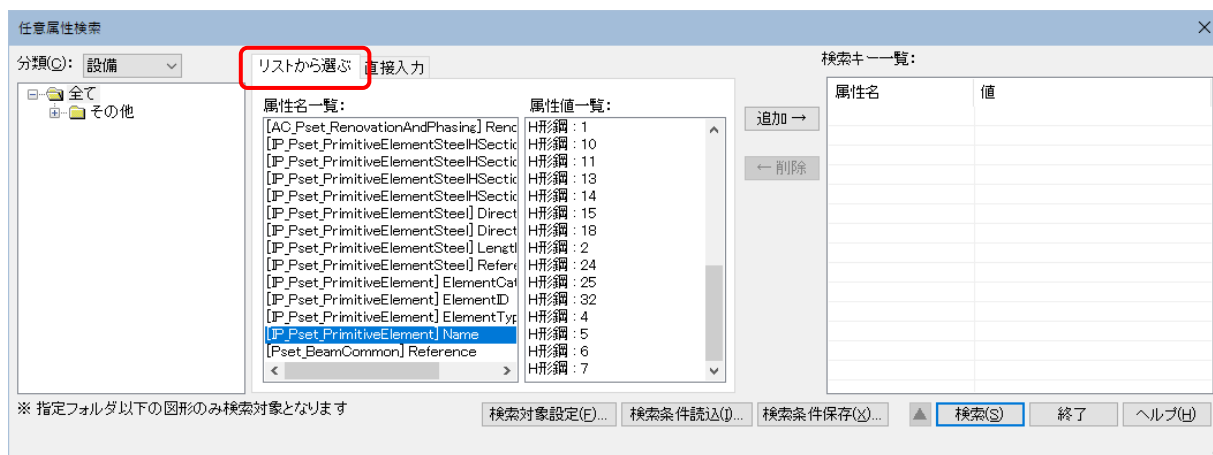 任意属性検索
分類(C): 設備
全て
その他
リストから選ぶ 直接入力
属性名一覧:
[AC_Pset_RenovationAndPhasing] Renc
[IP_Pset_PrimitiveElementSteelHSectic
[IP_Pset_PrimitiveElementSteelHSectic
[IP_Pset_PrimitiveElementSteelHSectic
[IP_Pset_PrimitiveElementSteelHSectic
[IP_Pset_PrimitiveElementSteel] Direct
[IP_Pset_PrimitiveElementSteel] Direct
[IP_Pset_PrimitiveElementSteel] Lengtl
[IP_Pset_PrimitiveElementSteel] Refere
[IP_Pset_PrimitiveElement] ElementCat
[IP_Pset_PrimitiveElement] ElementID
[IP_Pset_PrimitiveElement] ElementTyp
[IP_Pset_PrimitiveElement] Name
[Pset_BeamCommon] Reference
属性値一覧:
H形鋼:1
H形鋼:10
H形鋼:11
H形鋼:13
H形鋼:14
H形鋼:15
H形鋼:18
H形鋼:2
H形鋼:24
H形鋼:25
H形鋼:32
H形鋼:4
H形鋼:5
H形鋼:6
H形鋼:7
追加→
←削除
検索キー一覧:
属性名 値
※ 指定フォルダ以下の図形のみ検索対象となります
検索対象設定(F)... 検索条件読込(I)... 検索条件保存(X)... ▲ 検索(S) 終了 ヘルプ(H)